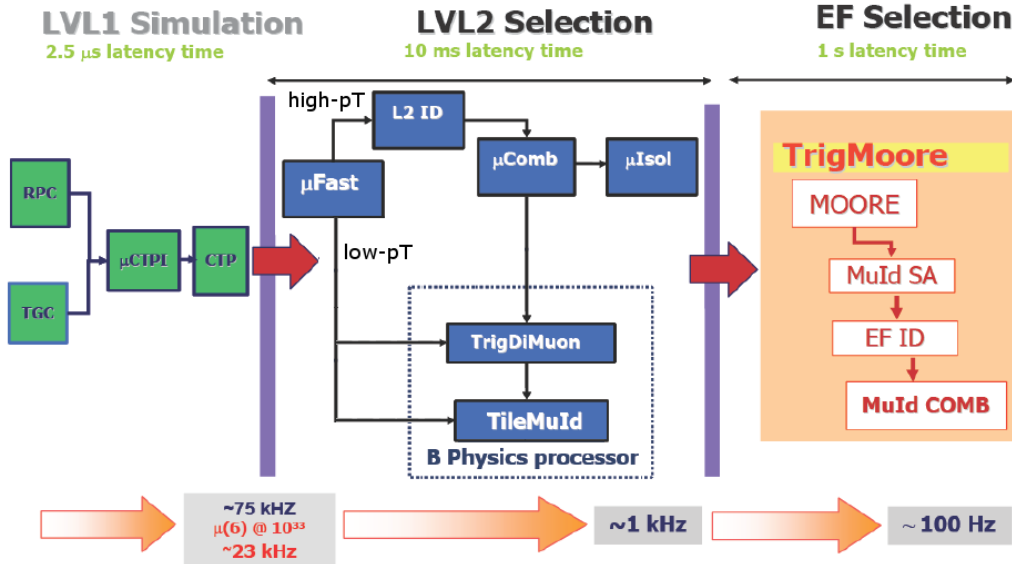 LVL1 Simulation
2.5 μs latency time
LVL2 Selection
10 ms latency time
EF Selection
1 s latency time
RPC
TGC
μCTPI
CTP
high-pT
low-pT
μFast
L2 ID
μComb
μIsol
TrigDiMuon
TileMuId
B Physics processor
TrigMoore
MOORE
MuId SA
EF ID
MuId COMB
~75 kHZ
μ(6) @ 10³³
~23 kHz
~1 kHz
~ 100 Hz